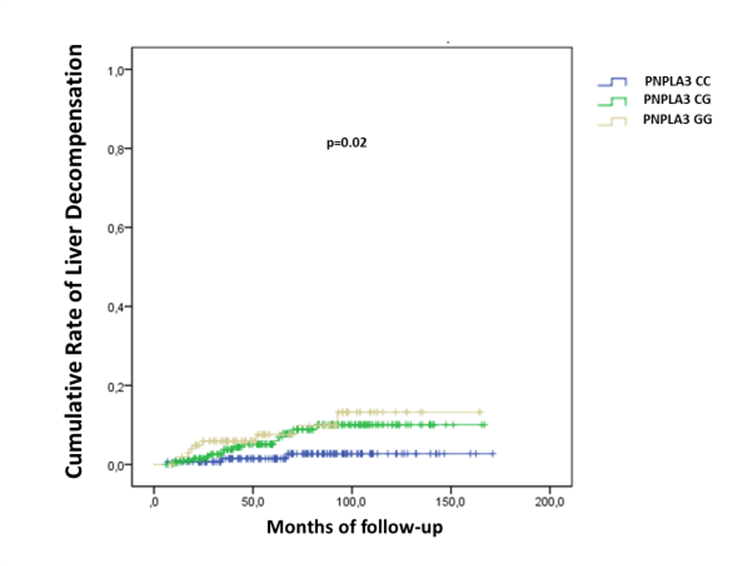 Cumulative Rate of Liver Decompensation
1,0
0,8
0,6
0,4
0,2
0,0
p=0.02
PNPLA3 CC
PNPLA3 CG
PNPLA3 GG
,0 50,0 100,0 150,0 200,0
Months of follow-up